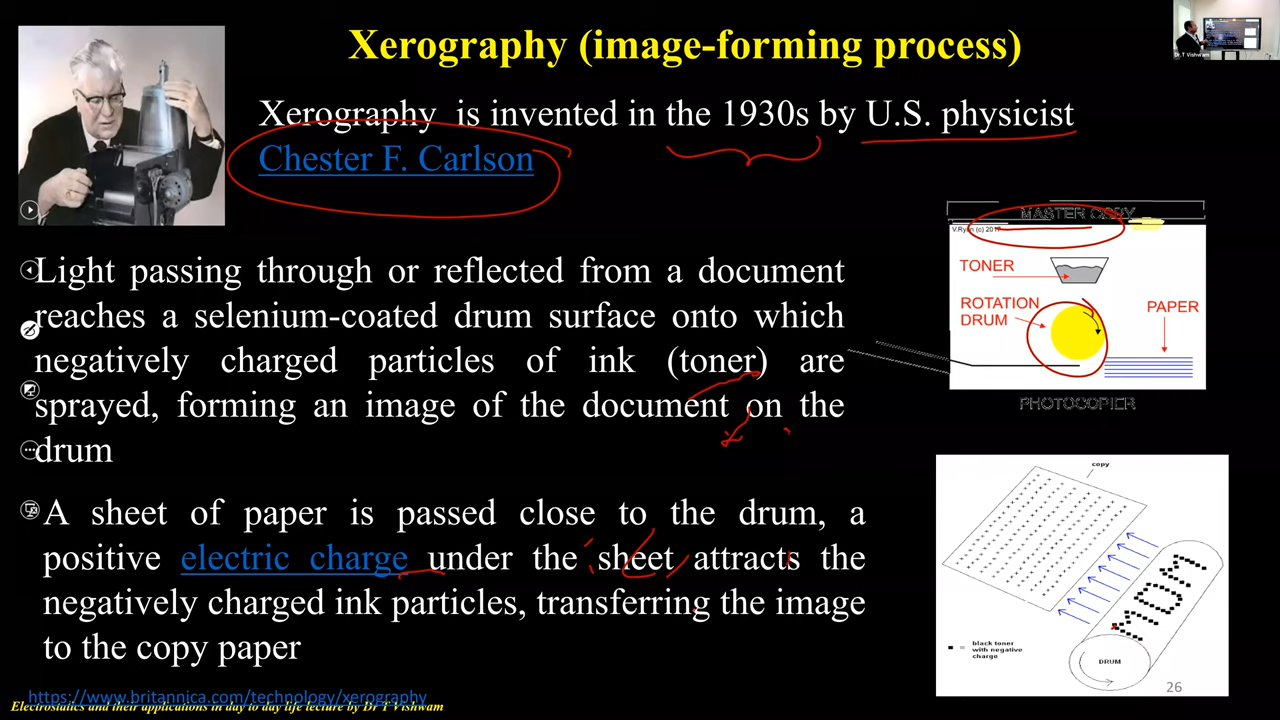 Xerography (image-forming process)
Dr.T Vishwam
Xerography is invented in the 1930s by U.S. physicist
Chester F. Carlson
MASTER COPY
V.Ryan (c) 2017
TONER
ROTATION
DRUM
PAPER
PHOTOCOPIER
Light passing through or reflected from a document
reaches a selenium-coated drum surface onto which
negatively charged particles of ink (toner) are
sprayed, forming an image of the document on the
drum
A sheet of paper is passed close to the drum, a
positive electric charge under the sheet attracts the
negatively charged ink particles, transferring the image
to the copy paper
copy
MOM
black toner
with negative
charge
DRUM
26
https://www.britannica.com/technology/xerography
Electrostatics and their applications in day to day life lecture by Dr T Vishwam